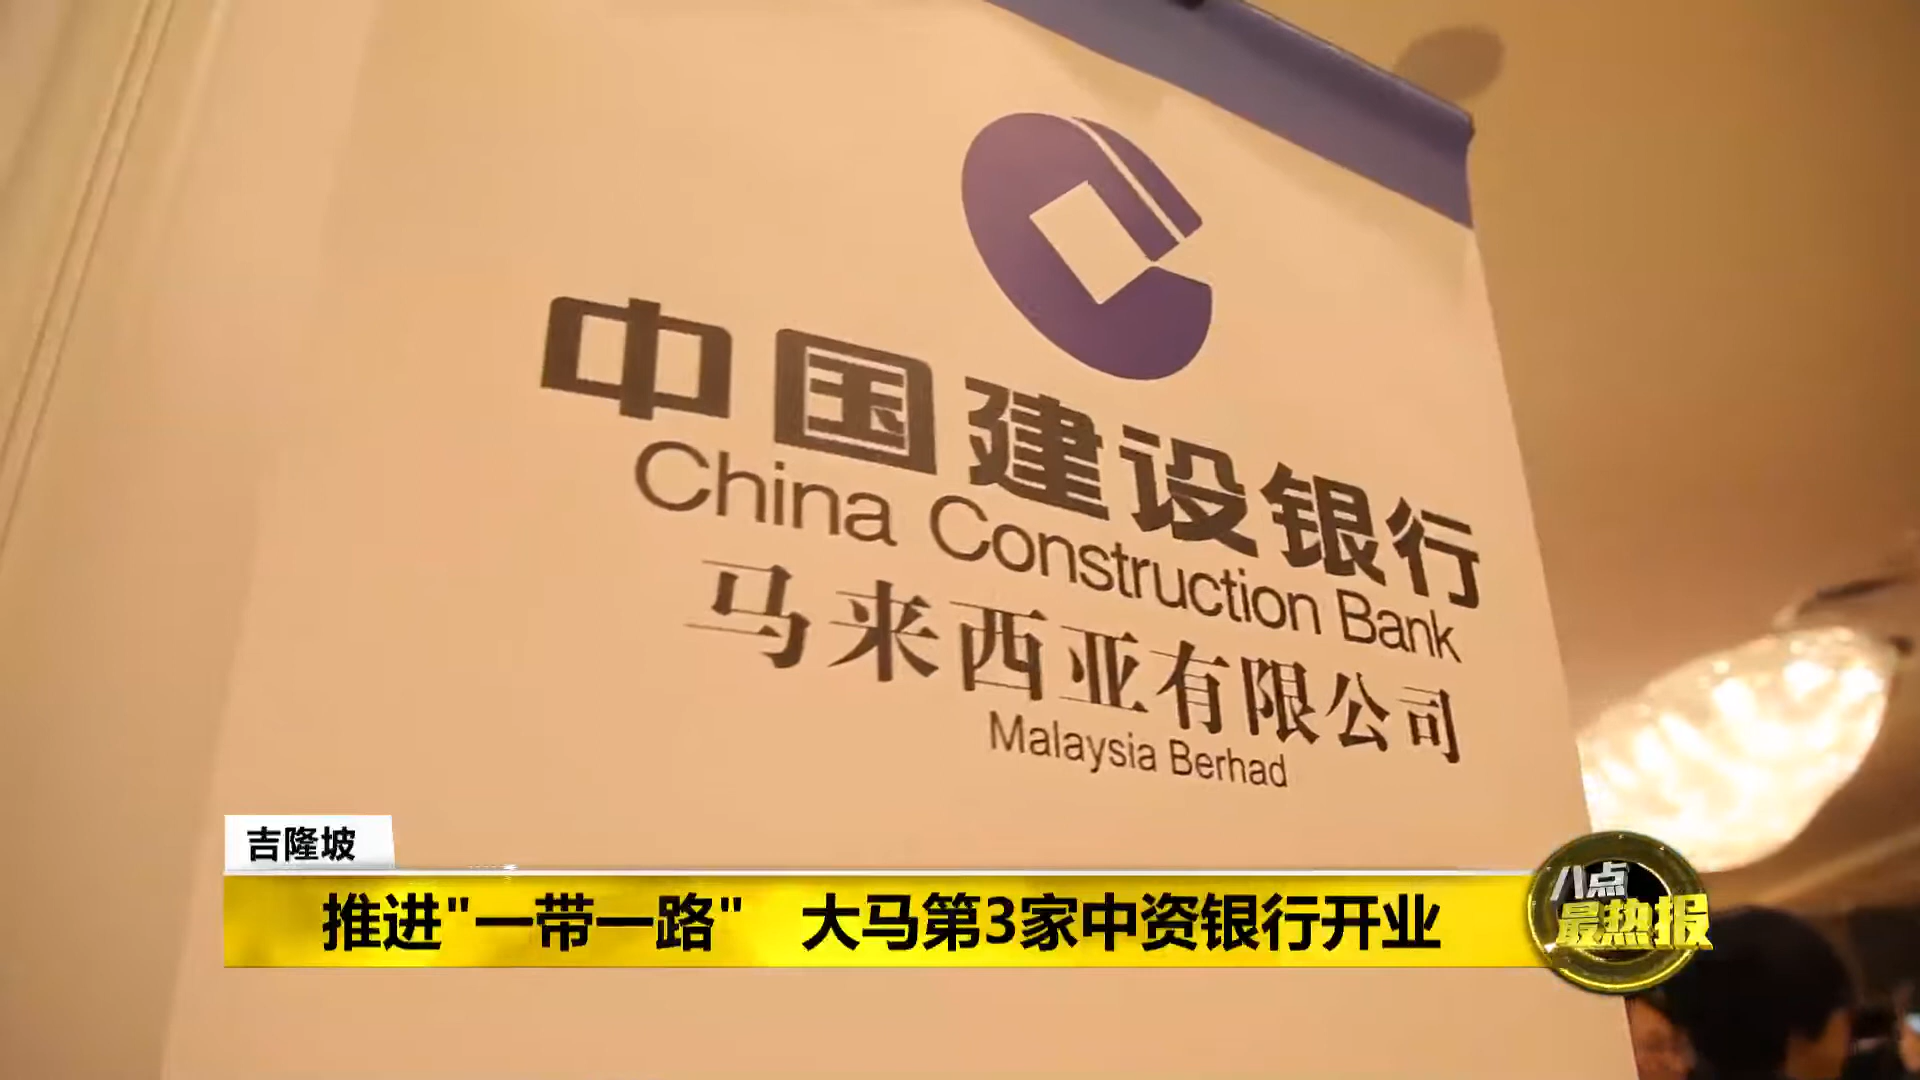 中国建设银行
China Construction Bank
马来西亚有限公司
Malaysia Berhad
吉隆坡
推进"一带一路" 大马第3家中资银行开业
八点
最热报